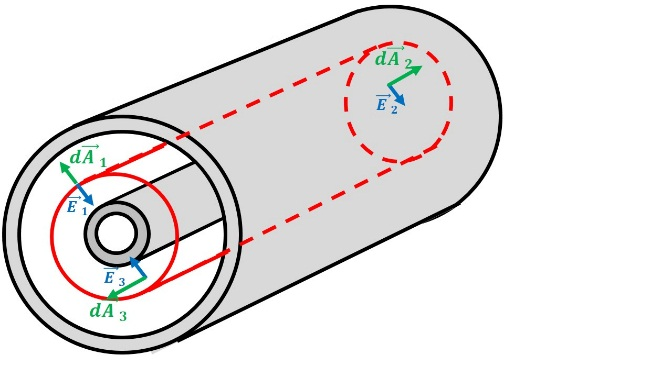 dA⃗ ₂
E⃗ ₂
dA⃗ ₁
E⃗ ₁
E⃗ ₃
dA⃗ ₃